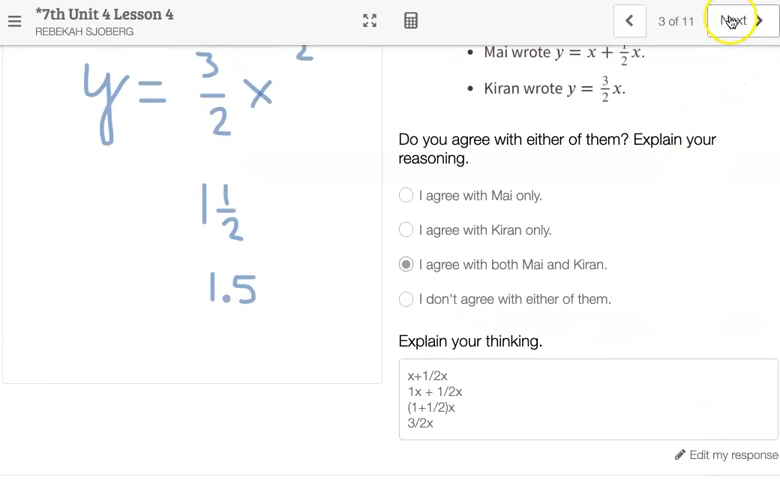 *7th Unit 4 Lesson 4
REBEKAH SJOBERG
3 of 11
Next
y = 3/2 x
2
1 1/2
1.5
• Mai wrote y = x + 1/2 x.
• Kiran wrote y = 3/2 x.
Do you agree with either of them? Explain your
reasoning.
I agree with Mai only.
I agree with Kiran only.
I agree with both Mai and Kiran.
I don't agree with either of them.
Explain your thinking.
x+1/2x
1x + 1/2x
(1+1/2)x
3/2x
Edit my response